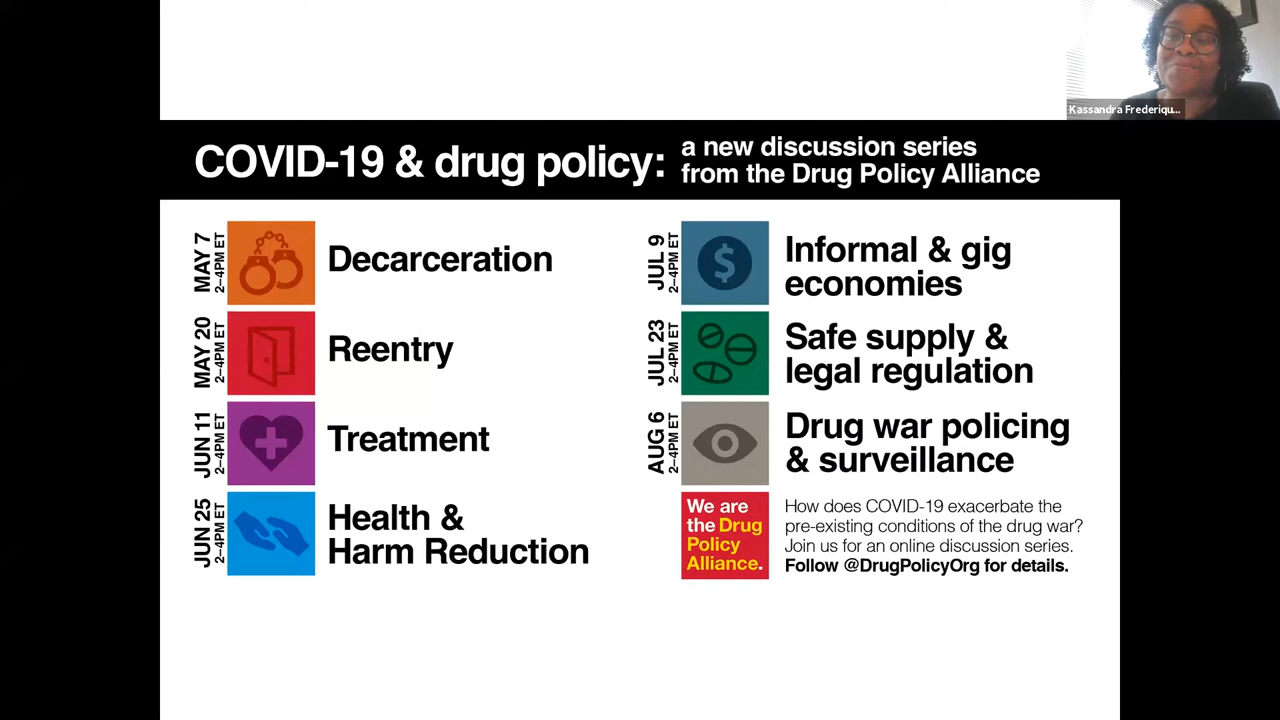 Kassandra Frederiqu...
COVID-19 & drug policy:
a new discussion series
from the Drug Policy Alliance
MAY 7
2–4PM ET
Decarceration
MAY 20
2–4PM ET
Reentry
JUN 11
2–4PM ET
Treatment
JUN 25
2–4PM ET
Health &
Harm Reduction
JUL 9
2–4PM ET
$
Informal & gig
economies
JUL 23
2–4PM ET
Safe supply &
legal regulation
AUG 6
2–4PM ET
Drug war policing
& surveillance
We are
the Drug
Policy
Alliance.
How does COVID-19 exacerbate the
pre-existing conditions of the drug war?
Join us for an online discussion series.
Follow @DrugPolicyOrg for details.